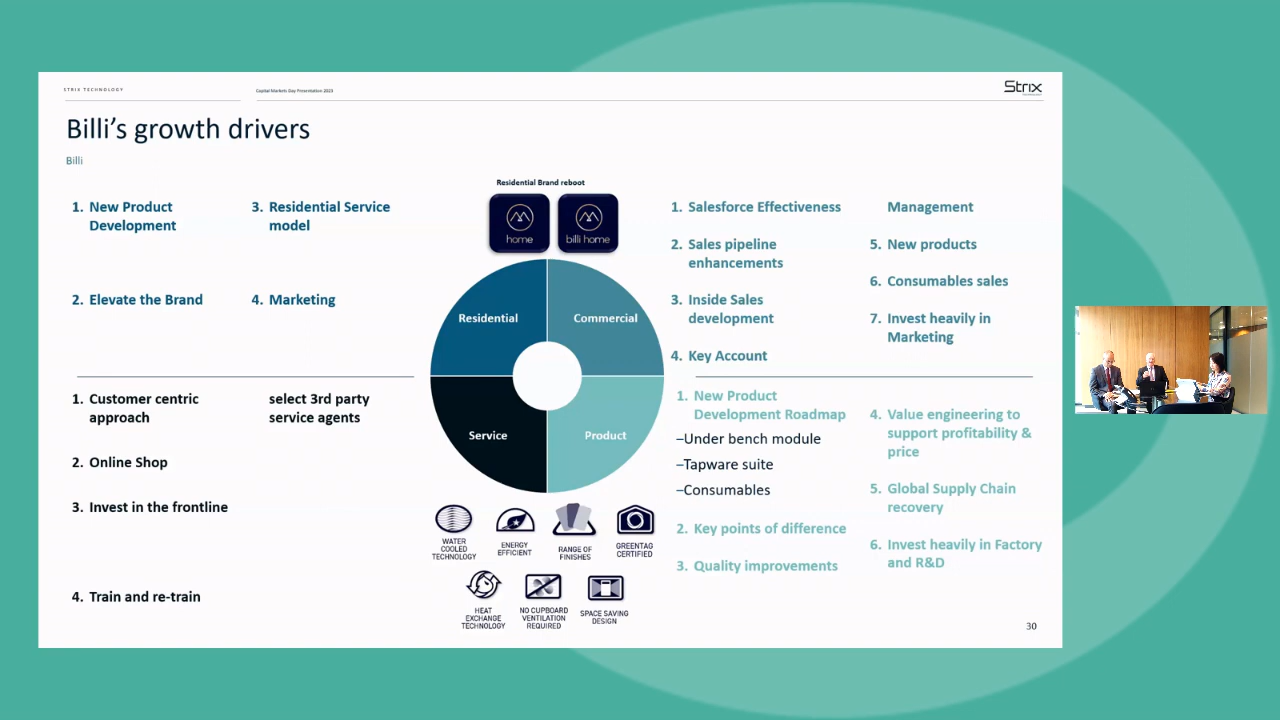 STRIX TECHNOLOGY
Capital Markets Day Presentation 2023
Strix
Billi's growth drivers
Billi
1. New Product
Development
2. Elevate the Brand
3. Residential Service
model
4. Marketing
Residential Brand reboot
home
billi home
Residential
Commercial
Service
Product
1. Salesforce Effectiveness
2. Sales pipeline
enhancements
3. Inside Sales
development
4. Key Account
Management
5. New products
6. Consumables sales
7. Invest heavily in
Marketing
1. Customer centric
approach
2. Online Shop
3. Invest in the frontline
4. Train and re-train
select 3rd party
service agents
WATER
COOLED
TECHNOLOGY
ENERGY
EFFICIENT
RANGE OF
FINISHES
GREENTAG
CERTIFIED
HEAT
EXCHANGE
TECHNOLOGY
NO CUPBOARD
VENTILATION
REQUIRED
SPACE SAVING
DESIGN
1. New Product
Development Roadmap
–Under bench module
–Tapware suite
–Consumables
2. Key points of difference
3. Quality improvements
4. Value engineering to
support profitability &
price
5. Global Supply Chain
recovery
6. Invest heavily in Factory
and R&D
30